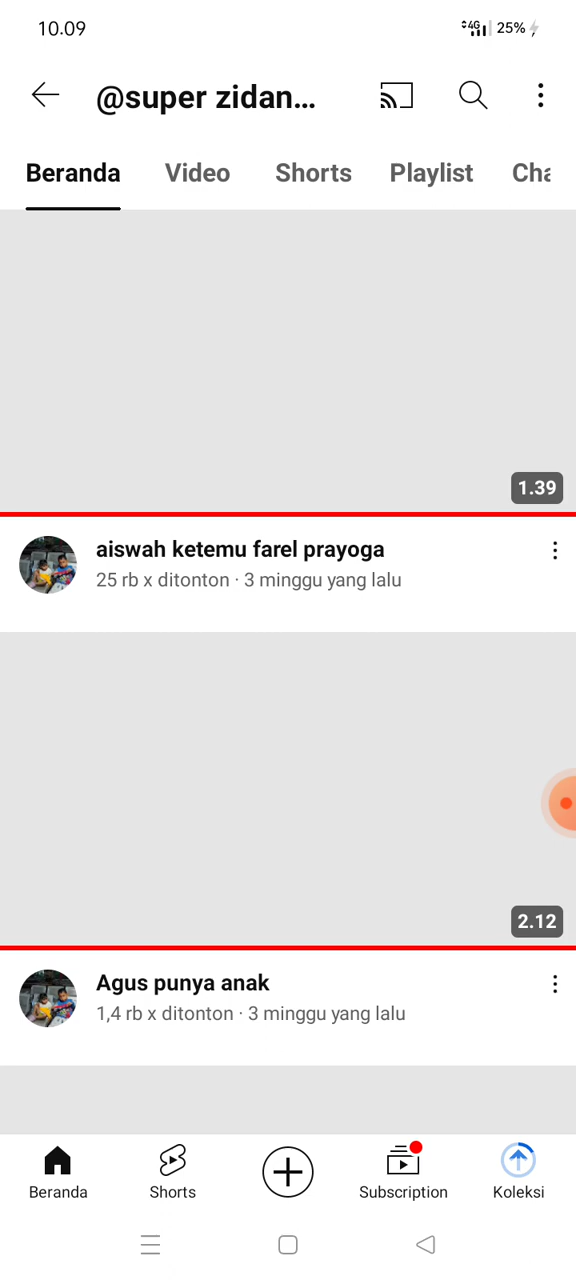 10.09
4G 25%
@super zidan...
Beranda Video Shorts Playlist Cha
1.39
aiswah ketemu farel prayoga
25 rb x ditonton · 3 minggu yang lalu
2.12
Agus punya anak
1,4 rb x ditonton · 3 minggu yang lalu
Beranda Shorts Subscription Koleksi